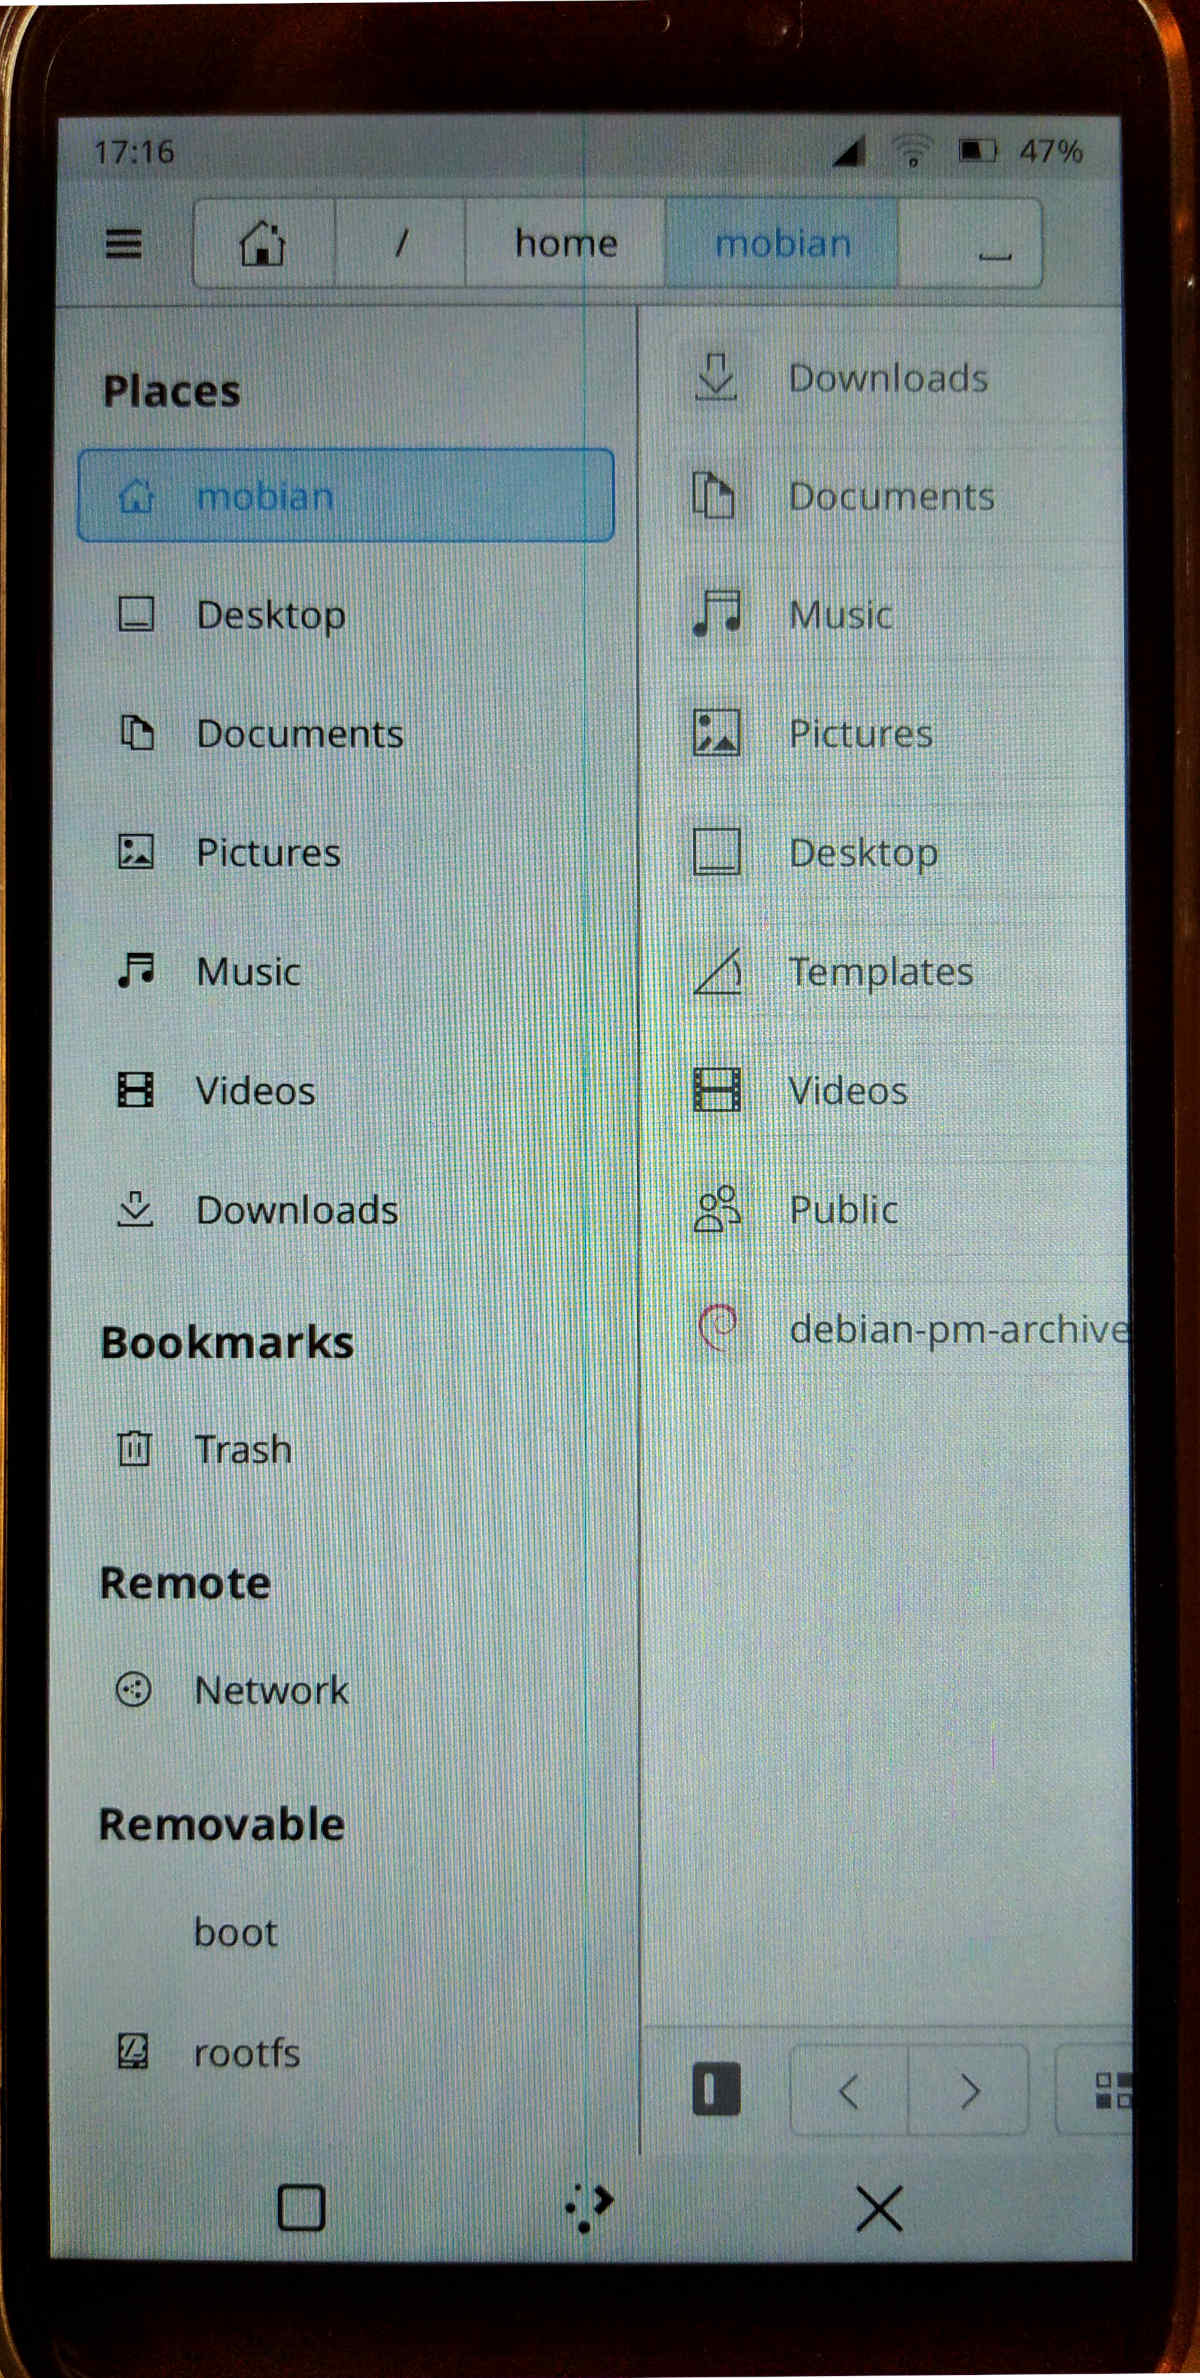 17:16 47%
/ home mobian
Places
mobian
Desktop
Documents
Pictures
Music
Videos
Downloads
Bookmarks
Trash
Remote
Network
Removable
boot
rootfs
Downloads
Documents
Music
Pictures
Desktop
Templates
Videos
Public
debian-pm-archive